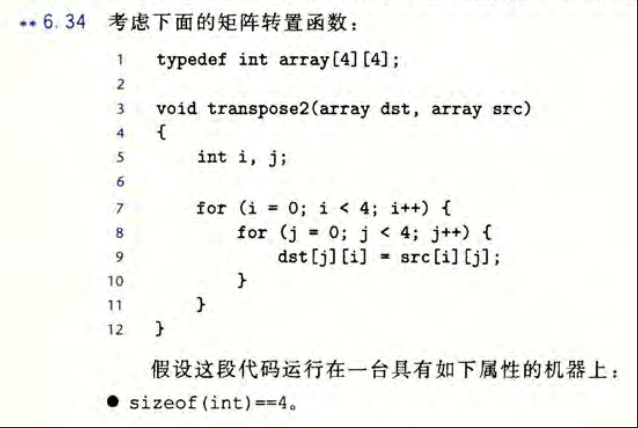 ** 6.34 考虑下面的矩阵转置函数：
1 typedef int array[4][4];
2
3 void transpose2(array dst, array src)
4 {
5 int i, j;
6
7 for (i = 0; i < 4; i++) {
8 for (j = 0; j < 4; j++) {
9 dst[j][i] = src[i][j];
10 }
11 }
12 }
假设这段代码运行在一台具有如下属性的机器上：
● sizeof(int)==4。